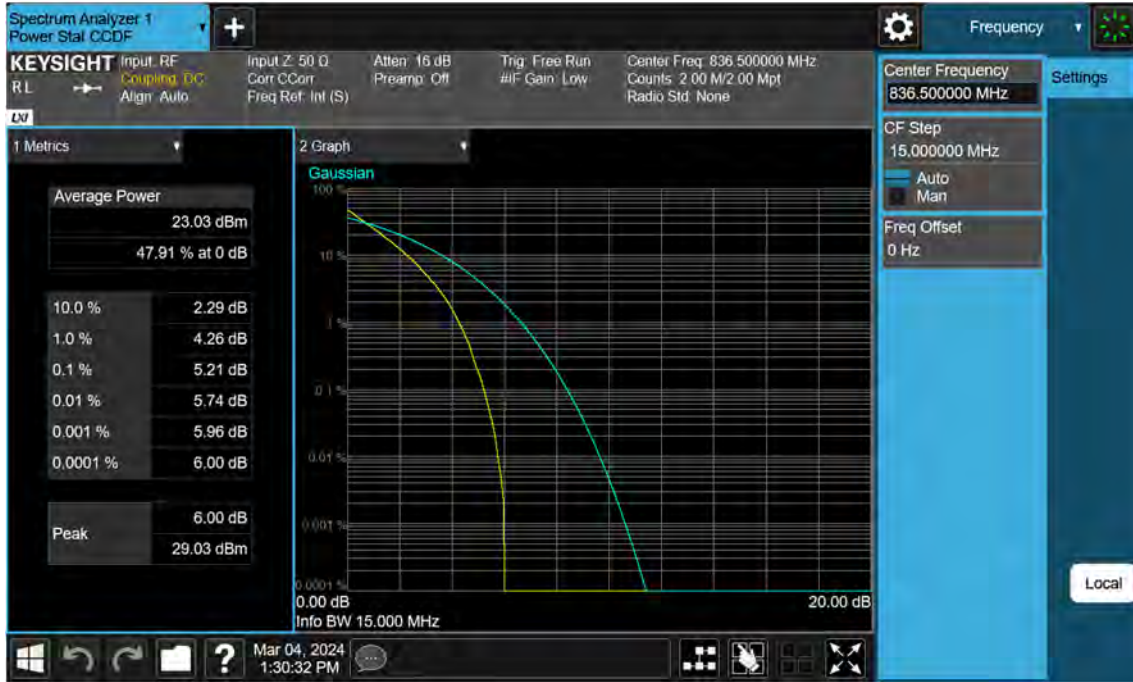 Spectrum Analyzer 1
Power Stat CCDF
+
Frequency
KEYSIGHT
RL
LXI
Input: RF
Coupling: DC
Align: Auto
Input Z: 50 Ω
Corr CCorr
Freq Ref: Int (S)
Atten: 16 dB
Preamp: Off
Trig: Free Run
#IF Gain: Low
Center Freq: 836.500000 MHz
Counts: 2.00 M/2.00 Mpt
Radio Std: None
Center Frequency
836.500000 MHz
Settings
CF Step
15.000000 MHz
Auto
Man
Freq Offset
0 Hz
1 Metrics
Average Power
23.03 dBm
47.91 % at 0 dB
10.0 % 2.29 dB
1.0 % 4.26 dB
0.1 % 5.21 dB
0.01 % 5.74 dB
0.001 % 5.96 dB
0.0001 % 6.00 dB
Peak
6.00 dB
29.03 dBm
2 Graph
Gaussian
100 %
10 %
1 %
0.1 %
0.01 %
0.001 %
0.0001 %
0.00 dB 20.00 dB
Info BW 15.000 MHz
Local
?
Mar 04, 2024
1:30:32 PM